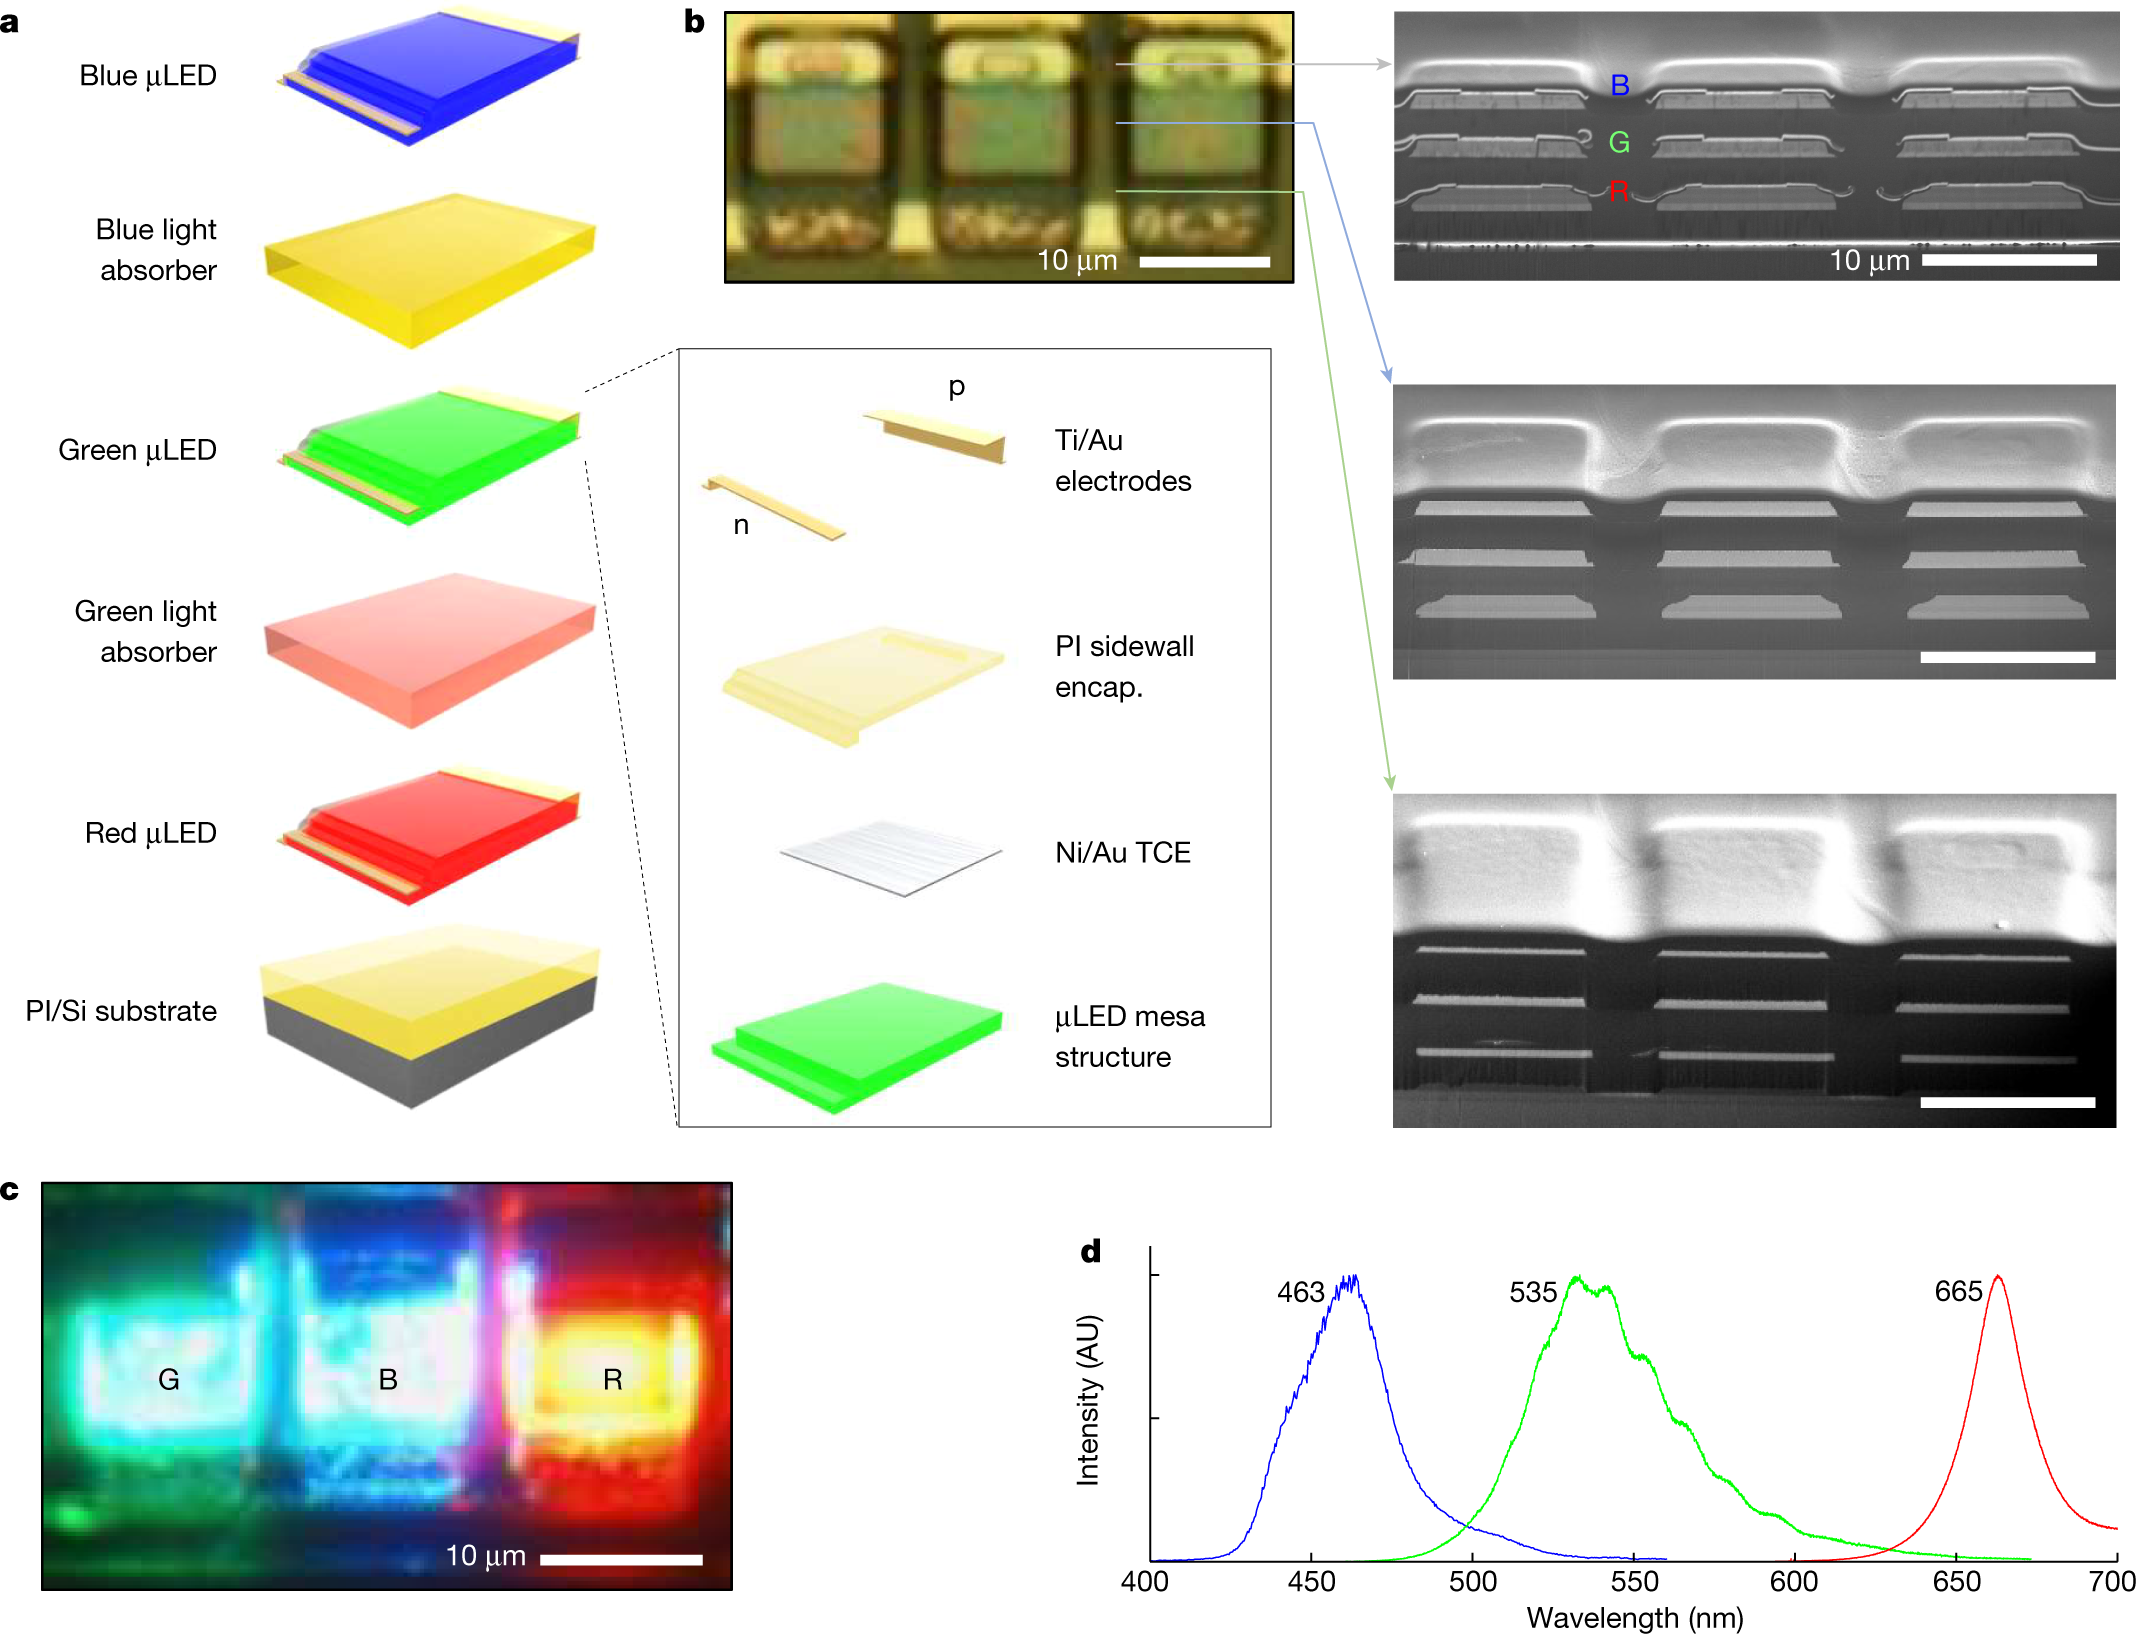 a
Blue μLED
Blue light
absorber
Green μLED
Green light
absorber
Red μLED
PI/Si substrate
p
n
Ti/Au
electrodes
PI sidewall
encap.
Ni/Au TCE
μLED mesa
structure
b
10 μm
B
G
R
10 μm
c
G
B
R
10 μm
d
463
535
665
Intensity (AU)
400
450
500
550
600
650
700
Wavelength (nm)